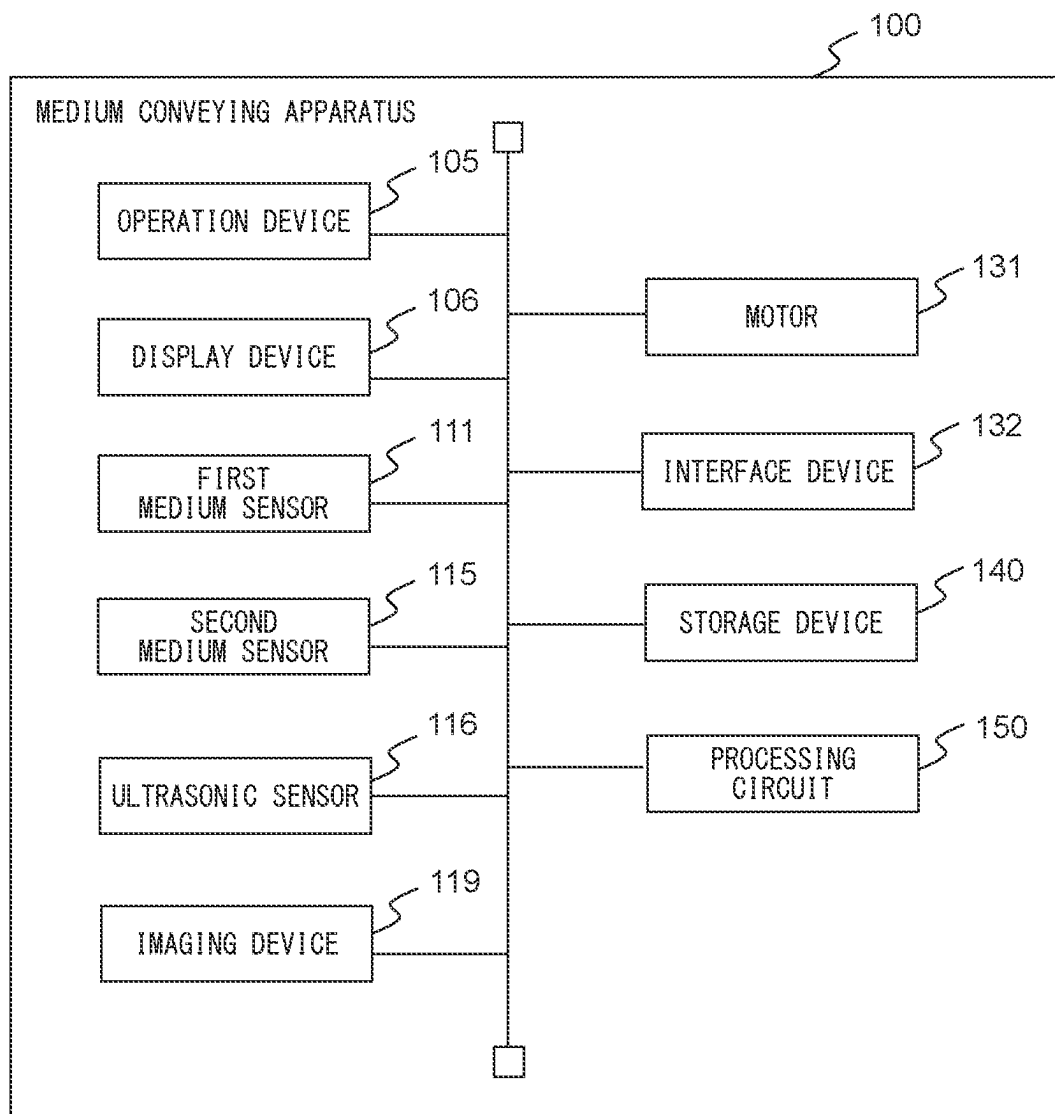 100
MEDIUM CONVEYING APPARATUS
105
OPERATION DEVICE
106
DISPLAY DEVICE
111
FIRST
MEDIUM SENSOR
115
SECOND
MEDIUM SENSOR
116
ULTRASONIC SENSOR
119
IMAGING DEVICE
131
MOTOR
132
INTERFACE DEVICE
140
STORAGE DEVICE
150
PROCESSING
CIRCUIT